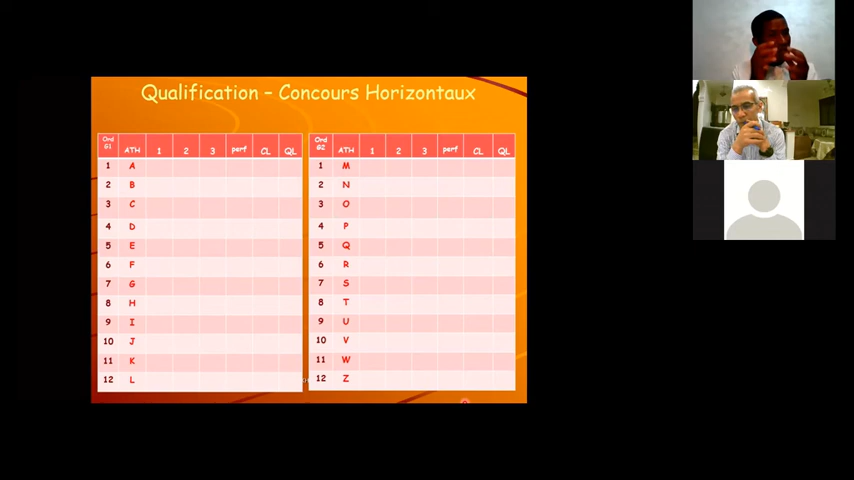 Qualification – Concours Horizontaux
Ord G1 ATH 1 2 3 perf CL QL
1 A
2 B
3 C
4 D
5 E
6 F
7 G
8 H
9 I
10 J
11 K
12 L
Ord G2 ATH 1 2 3 perf CL QL
1 M
2 N
3 O
4 P
5 Q
6 R
7 S
8 T
9 U
10 V
11 W
12 Z